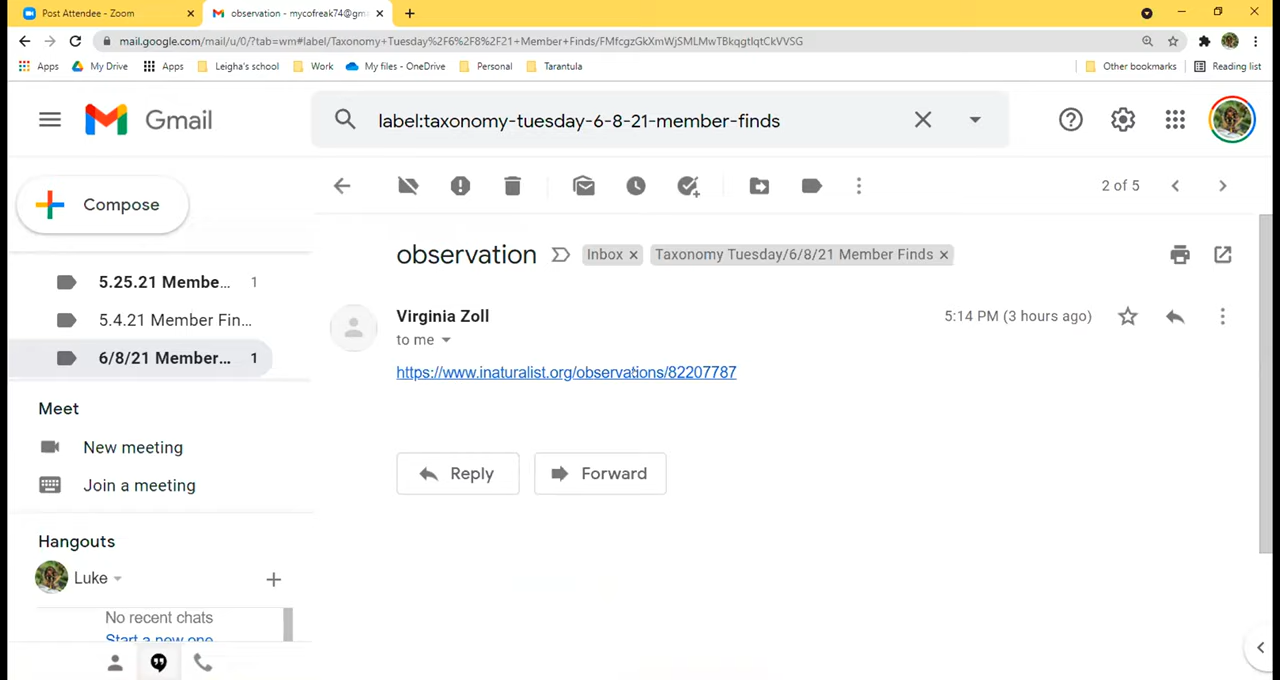 Post Attendee - Zoom
observation - mycofreak74@gm
mail.google.com/mail/u/0/?tab=wm#label/Taxonomy+Tuesday%2F6%2F8%2F21+Member+Finds/FMfcgzGkXmWjSMLMwTBkqgtlqtCkVVSG
Apps My Drive Apps Leigha's school Work My files - OneDrive Personal Tarantula Other bookmarks Reading list
Gmail
label:taxonomy-tuesday-6-8-21-member-finds
Compose
2 of 5
observation Inbox Taxonomy Tuesday/6/8/21 Member Finds
5.25.21 Membe... 1
5.4.21 Member Fin...
6/8/21 Member... 1
Virginia Zoll
5:14 PM (3 hours ago)
to me
https://www.inaturalist.org/observations/82207787
Meet
New meeting
Join a meeting
Reply Forward
Hangouts
Luke
No recent chats
Start a new one